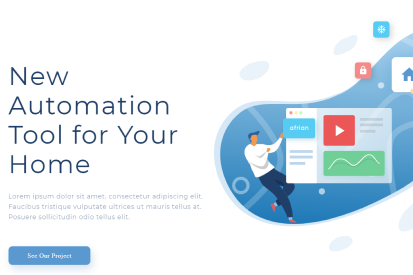 New
Automation
Tool for Your
Home
Lorem ipsum dolor sit amet, consectetur adipiscing elit.
Faucibus tristique vulputate ultrices ut mauris tellus at.
Posuere sollicitudin odio tellus elit.
See Our Project
afrian